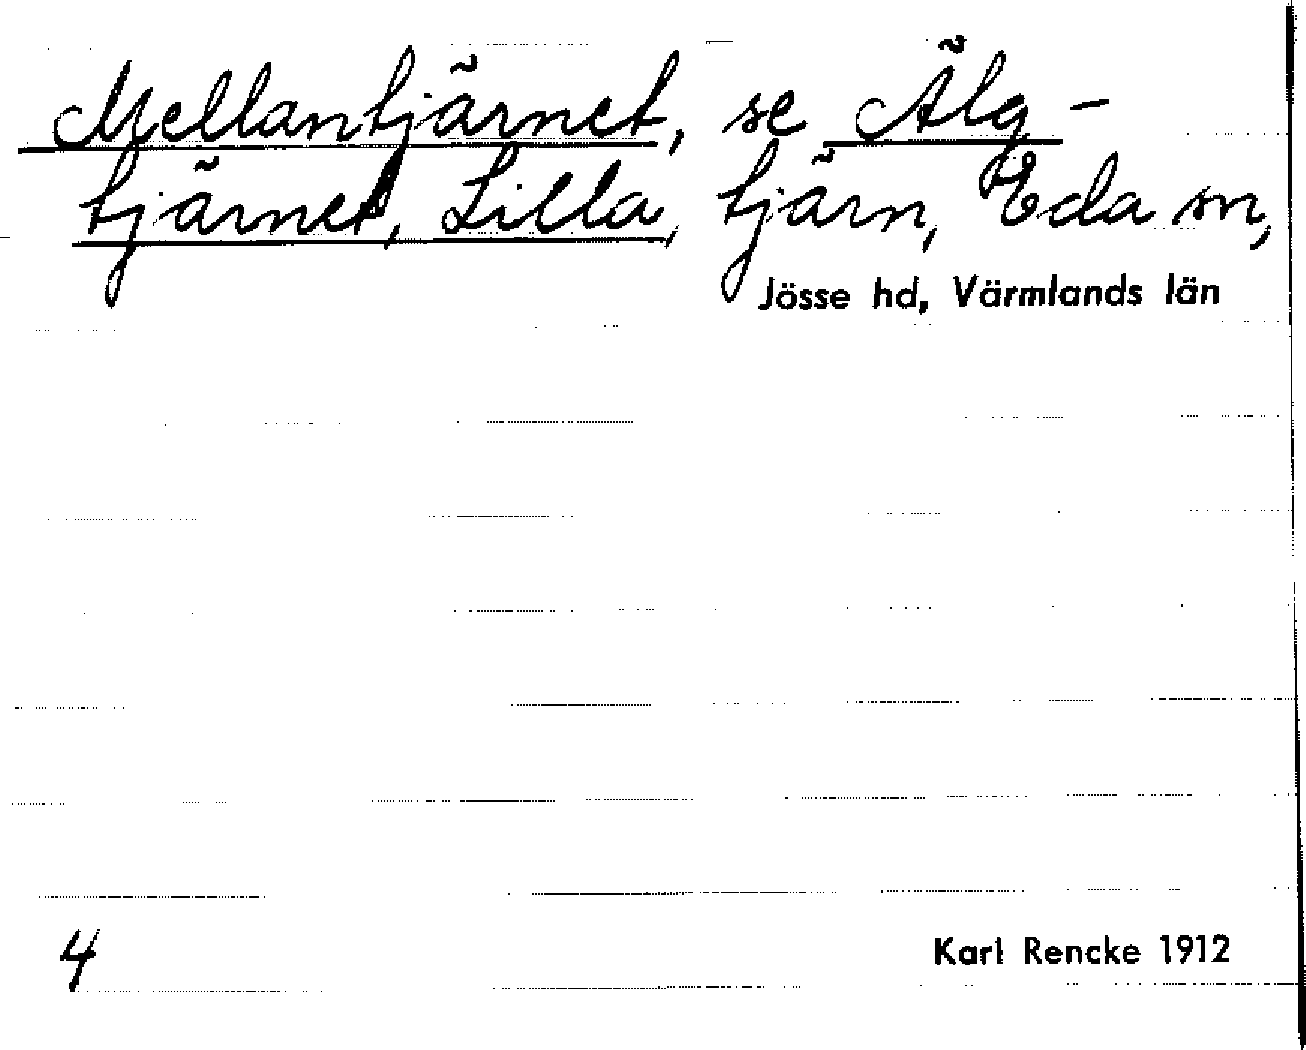 Mellantjärnet, se Älg-
tjärnet, Lilla, tjärn, Eda sn,
Jösse hd, Värmlands län
4
Karl Rencke 1912